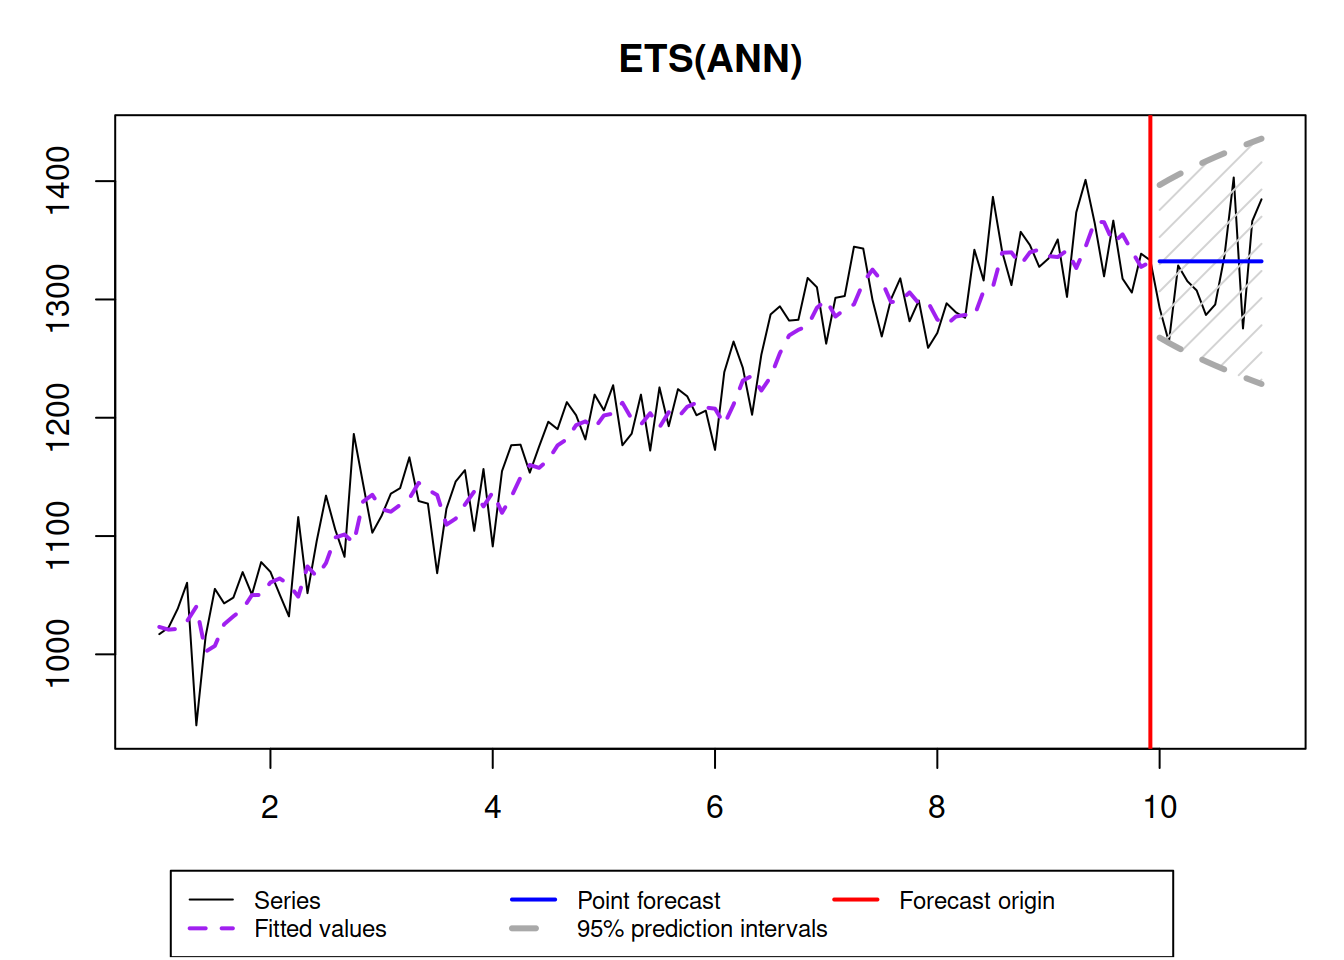 ETS(ANN)
1400
1300
1200
1100
1000
2 4 6 8 10
Series Point forecast Forecast origin
Fitted values 95% prediction intervals